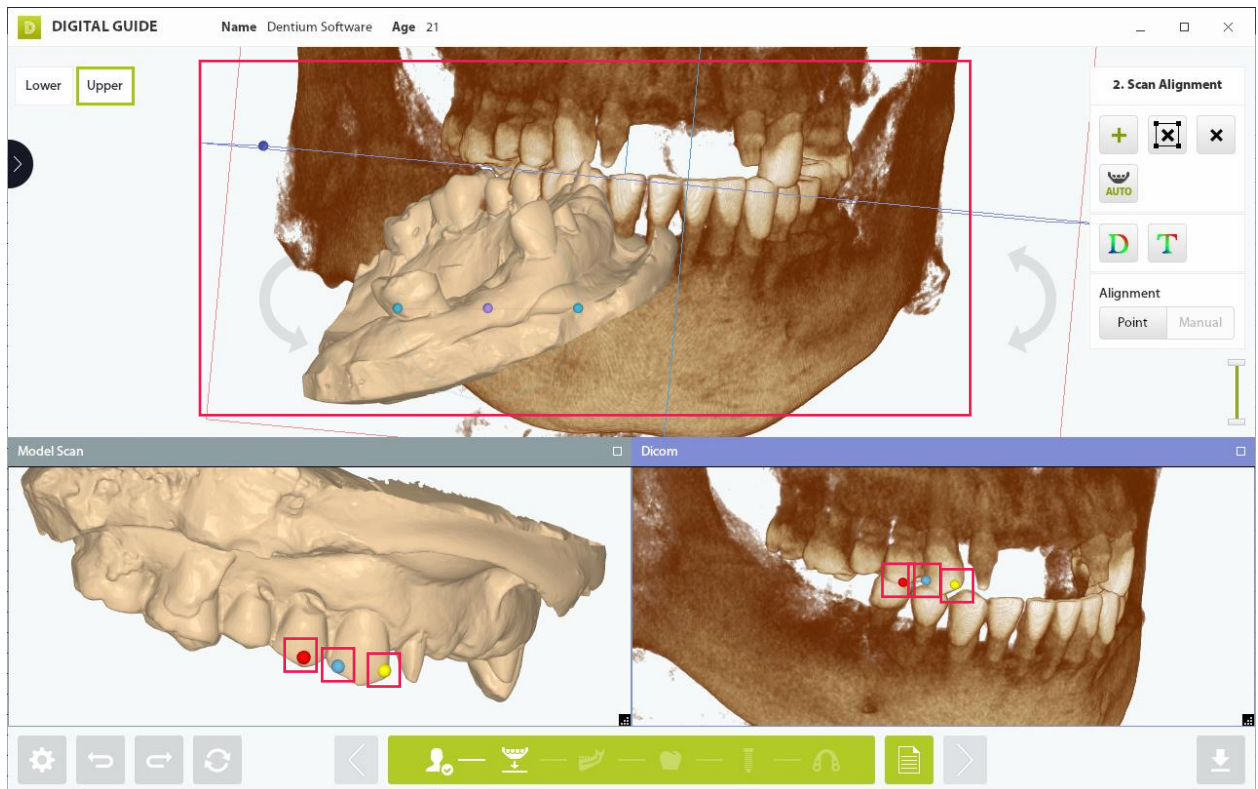 D DIGITAL GUIDE Name Dentium Software Age 21
Lower Upper
2. Scan Alignment
AUTO
D T
Alignment
Point Manual
Model Scan
Dicom